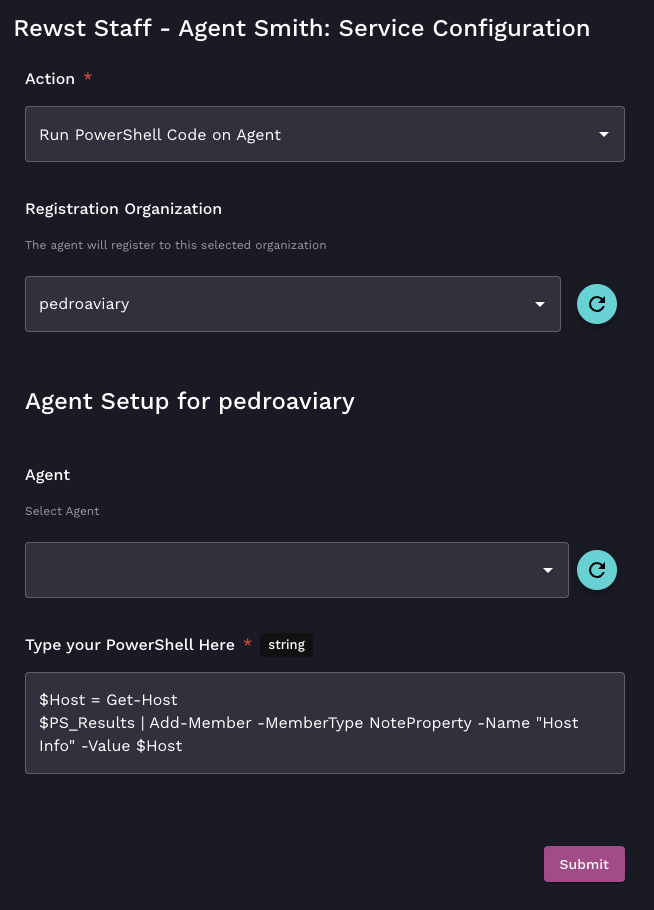 Rewst Staff - Agent Smith: Service Configuration
Action *
Run PowerShell Code on Agent
Registration Organization
The agent will register to this selected organization
pedroaviary
Agent Setup for pedroaviary
Agent
Select Agent
Type your PowerShell Here * string
$Host = Get-Host
$PS_Results | Add-Member -MemberType NoteProperty -Name "Host
Info" -Value $Host
Submit